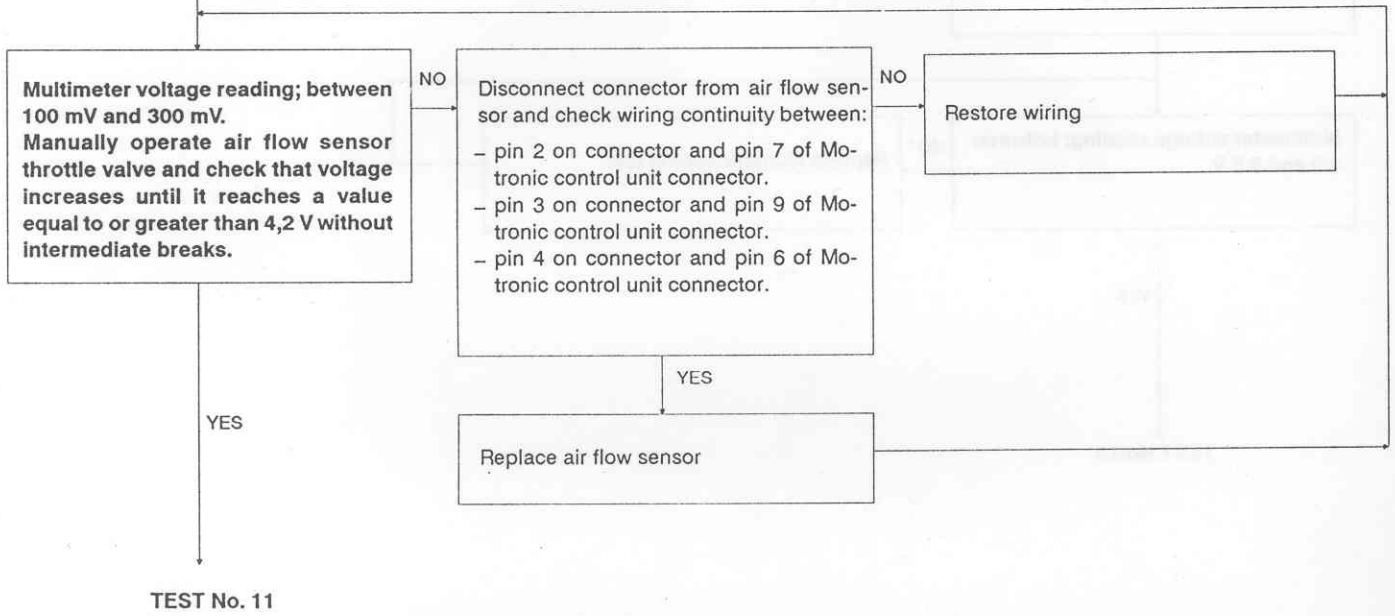 Multimeter voltage reading; between
100 mV and 300 mV.
Manually operate air flow sensor
throttle valve and check that voltage
increases until it reaches a value
equal to or greater than 4,2 V without
intermediate breaks.
NO
Disconnect connector from air flow sen-
sor and check wiring continuity between:
– pin 2 on connector and pin 7 of Mo-
tronic control unit connector.
– pin 3 on connector and pin 9 of Mo-
tronic control unit connector.
– pin 4 on connector and pin 6 of Mo-
tronic control unit connector.
NO
Restore wiring
YES
YES
Replace air flow sensor
TEST No. 11